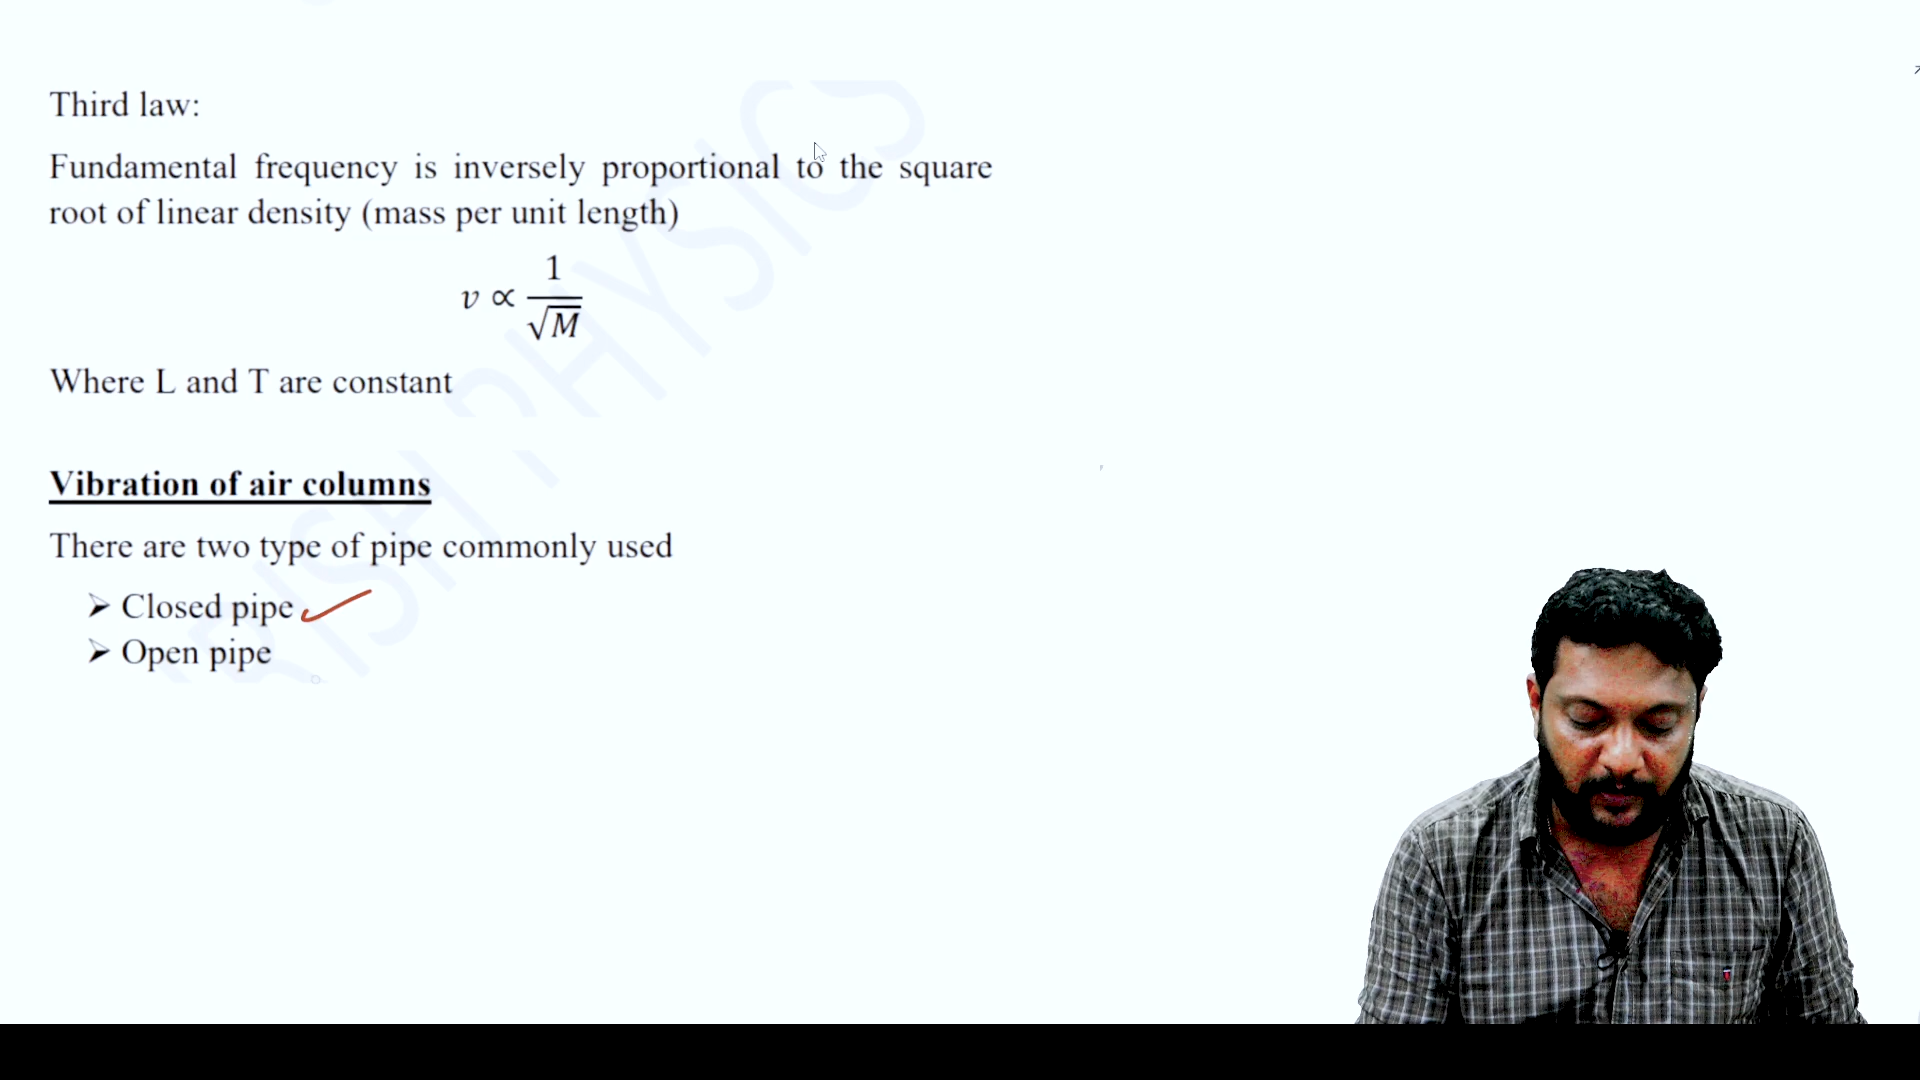 Third law:
Fundamental frequency is inversely proportional to the square
root of linear density (mass per unit length)
v ∝ 1/√M
Where L and T are constant
Vibration of air columns
There are two type of pipe commonly used
➤ Closed pipe
➤ Open pipe
RISH PHYSICS